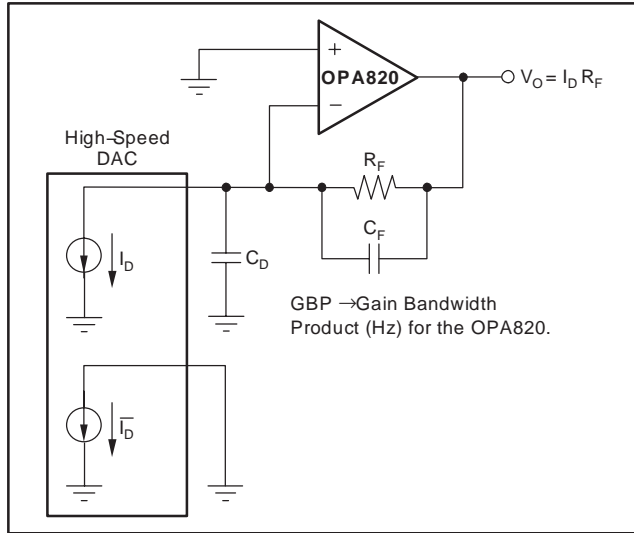 +
OPA820
−
V_O = I_D R_F
High–Speed
DAC
R_F
C_F
I_D
C_D
GBP →Gain Bandwidth
Product (Hz) for the OPA820.
I̅_D